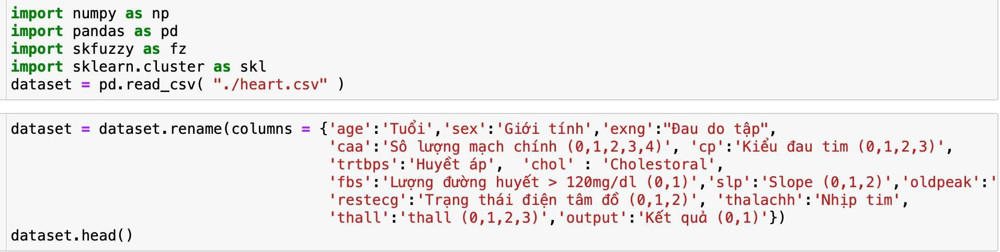 import numpy as np
import pandas as pd
import skfuzzy as fz
import sklearn.cluster as skl
dataset = pd.read_csv( "./heart.csv" )
dataset = dataset.rename(columns = {'age':'Tuổi','sex':'Giới tính','exng':"Đau do tập",
'caa':'Sô lượng mạch chính (0,1,2,3,4)', 'cp':'Kiểu đau tim (0,1,2,3)',
'trtbps':'Huyềt áp', 'chol' : 'Cholestoral',
'fbs':'Lượng đường huyết > 120mg/dl (0,1)','slp':'Slope (0,1,2)','oldpeak':'
'restecg':'Trạng thái điện tâm đồ (0,1,2)', 'thalachh':'Nhịp tim',
'thall':'thall (0,1,2,3)','output':'Kết quả (0,1)'})
dataset.head()